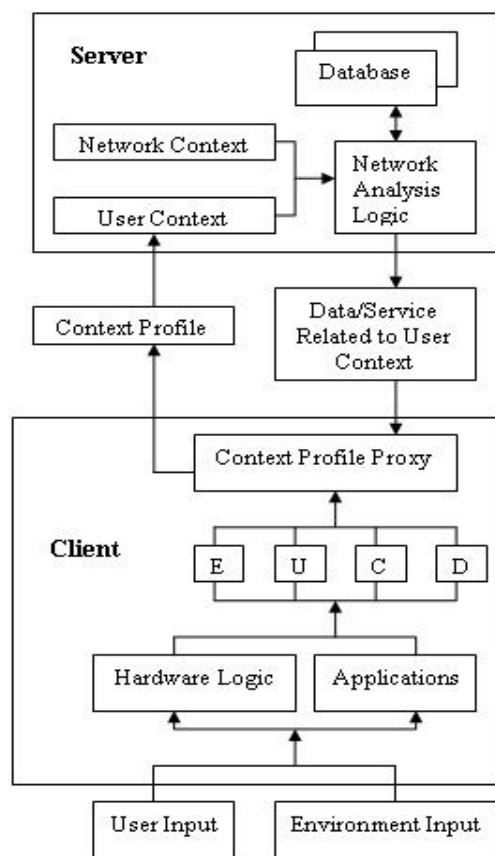 Server
Database
Network Context
Network
Analysis
Logic
User Context
Context Profile
Data/Service
Related to User
Context
Context Profile Proxy
Client
E
U
C
D
Hardware Logic
Applications
User Input
Environment Input